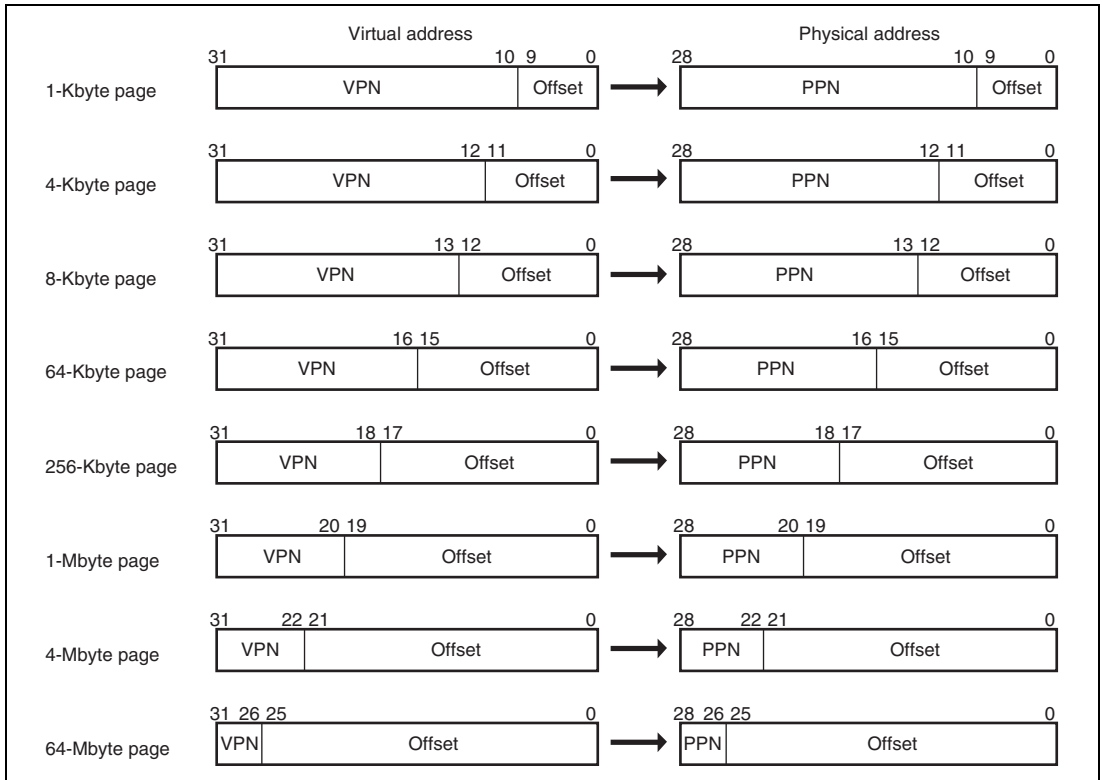 Virtual address Physical address
31 10 9 0 28 10 9 0
1-Kbyte page VPN Offset PPN Offset
31 12 11 0 28 12 11 0
4-Kbyte page VPN Offset PPN Offset
31 13 12 0 28 13 12 0
8-Kbyte page VPN Offset PPN Offset
31 16 15 0 28 16 15 0
64-Kbyte page VPN Offset PPN Offset
31 18 17 0 28 18 17 0
256-Kbyte page VPN Offset PPN Offset
31 20 19 0 28 20 19 0
1-Mbyte page VPN Offset PPN Offset
31 22 21 0 28 22 21 0
4-Mbyte page VPN Offset PPN Offset
31 26 25 0 28 26 25 0
64-Mbyte page VPN Offset PPN Offset